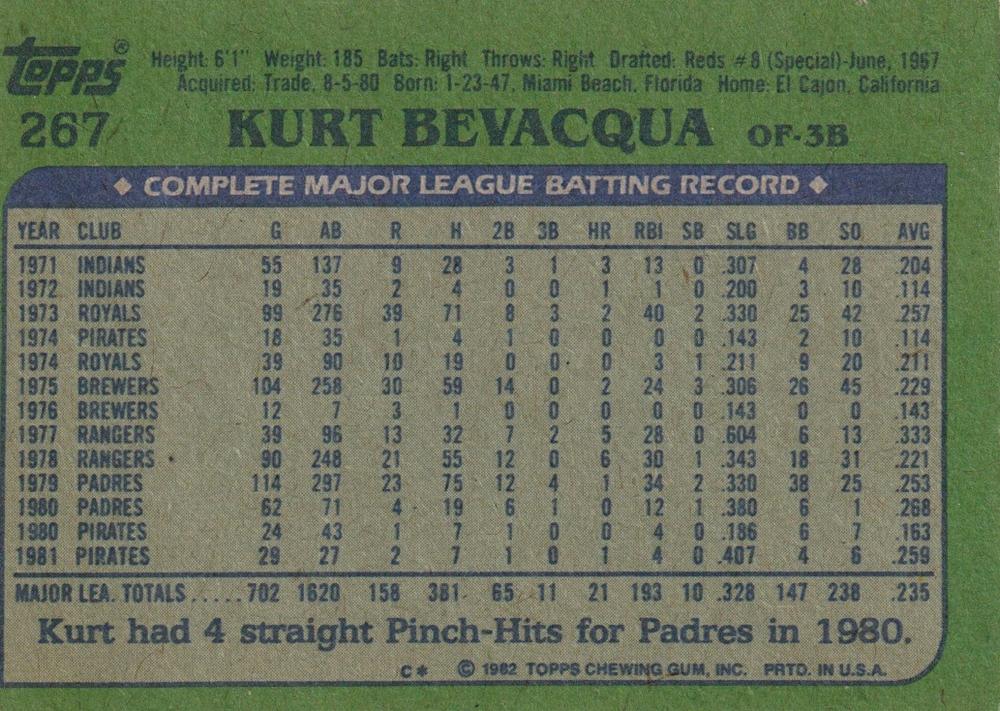 Topps® Height: 6'1" Weight: 185 Bats: Right Throws: Right Drafted: Reds #8 (Special)-June, 1967
Acquired: Trade, 8-5-80 Born: 1-23-47, Miami Beach, Florida Home: El Cajon, California
267 KURT BEVACQUA OF-3B
◆ COMPLETE MAJOR LEAGUE BATTING RECORD ◆
YEAR CLUB G AB R H 2B 3B HR RBI SB SLG BB SO AVG
1971 INDIANS 55 137 9 28 3 1 3 13 0 .307 4 28 .204
1972 INDIANS 19 35 2 4 0 0 1 1 0 .200 3 10 .114
1973 ROYALS 99 276 39 71 8 3 2 40 2 .330 25 42 .257
1974 PIRATES 18 35 1 4 1 0 0 0 0 .143 2 10 .114
1974 ROYALS 39 90 10 19 0 0 0 3 1 .211 9 20 .211
1975 BREWERS 104 258 30 59 14 0 2 24 3 .306 26 45 .229
1976 BREWERS 12 7 3 1 0 0 0 0 0 .143 0 0 .143
1977 RANGERS 39 96 13 32 7 2 5 28 0 .604 6 13 .333
1978 RANGERS 90 248 21 55 12 0 6 30 1 .343 18 31 .221
1979 PADRES 114 297 23 75 12 4 1 34 2 .330 38 25 .253
1980 PADRES 62 71 4 19 6 1 0 12 1 .380 6 1 .268
1980 PIRATES 24 43 1 7 1 0 0 4 0 .186 6 7 .163
1981 PIRATES 29 27 2 7 1 0 1 4 0 .407 4 6 .259
MAJOR LEA. TOTALS.....702 1620 158 381 65 11 21 193 10 .328 147 238 .235
Kurt had 4 straight Pinch-Hits for Padres in 1980.
C* © 1982 TOPPS CHEWING GUM, INC. PRTD. IN U.S.A.